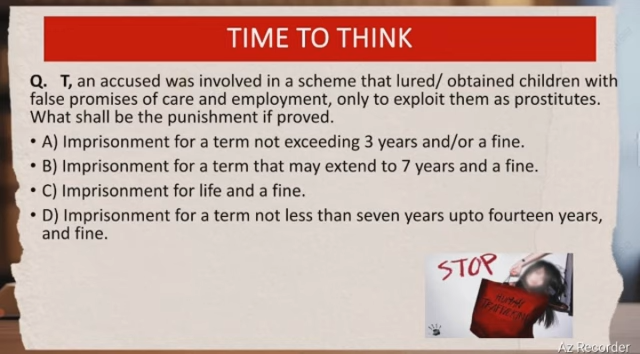 TIME TO THINK
Q. T, an accused was involved in a scheme that lured/ obtained children with
false promises of care and employment, only to exploit them as prostitutes.
What shall be the punishment if proved.
• A) Imprisonment for a term not exceeding 3 years and/or a fine.
• B) Imprisonment for a term that may extend to 7 years and a fine.
• C) Imprisonment for life and a fine.
• D) Imprisonment for a term not less than seven years upto fourteen years,
and fine.
STOP
HUMAN
TRAFFICKING
Az Recorder